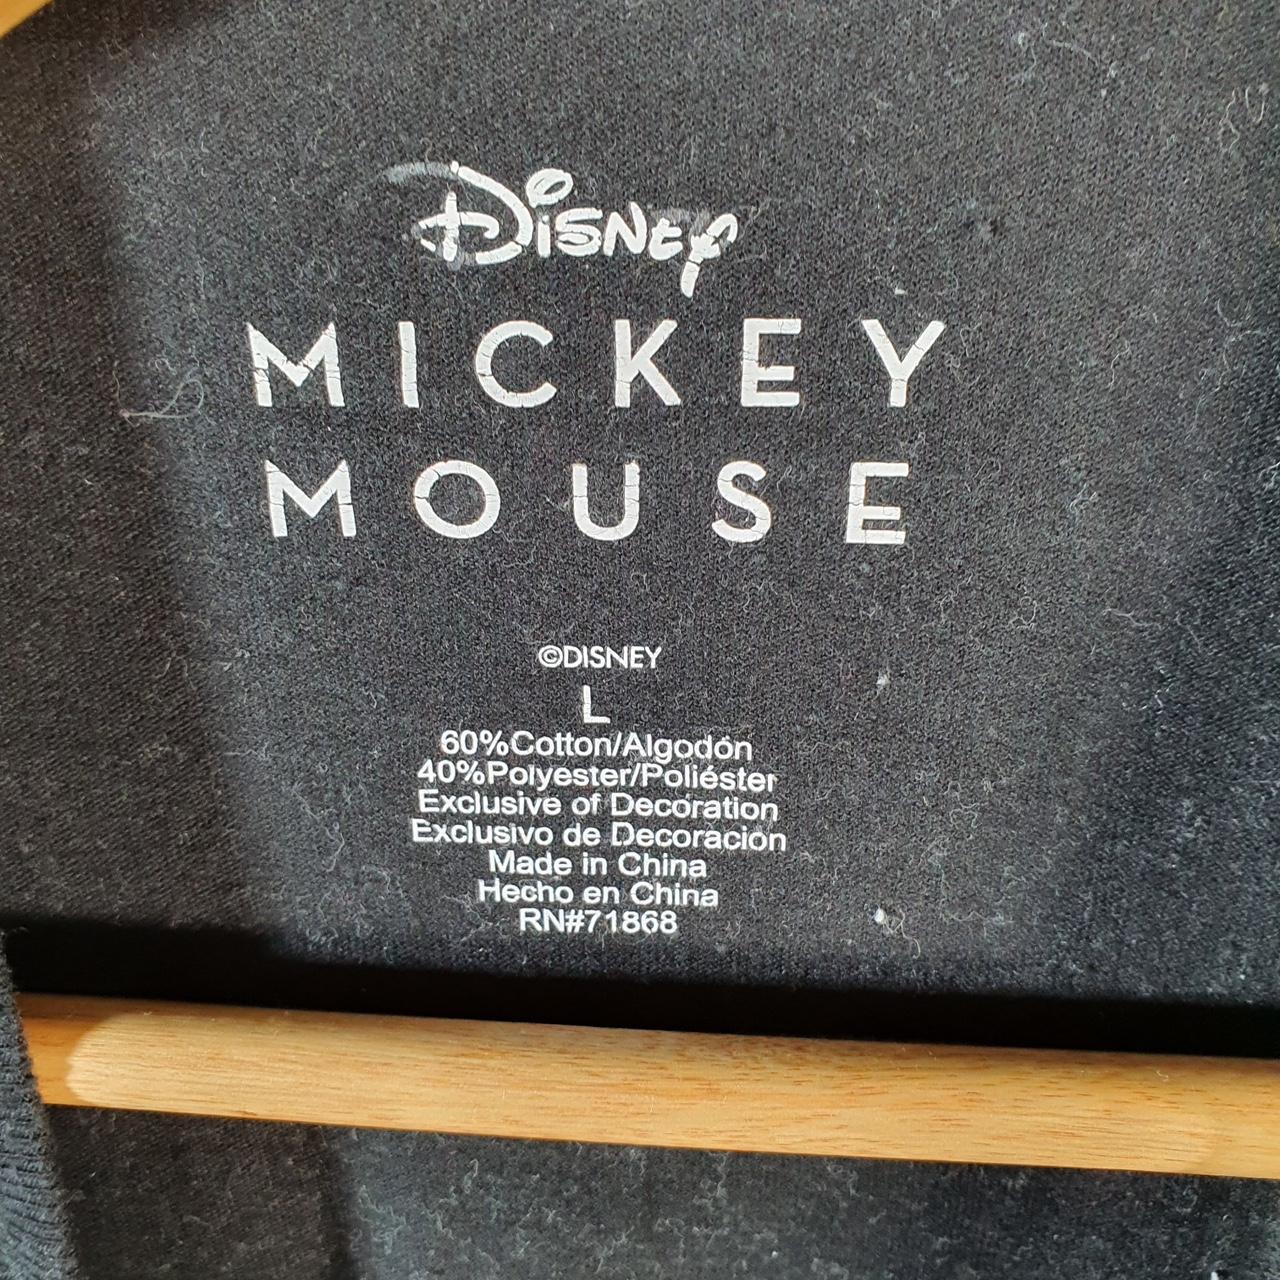 Disney
MICKEY
MOUSE
©DISNEY
L
60%Cotton/Algodón
40%Polyester/Poliéster
Exclusive of Decoration
Exclusivo de Decoracion
Made in China
Hecho en China
RN#71868